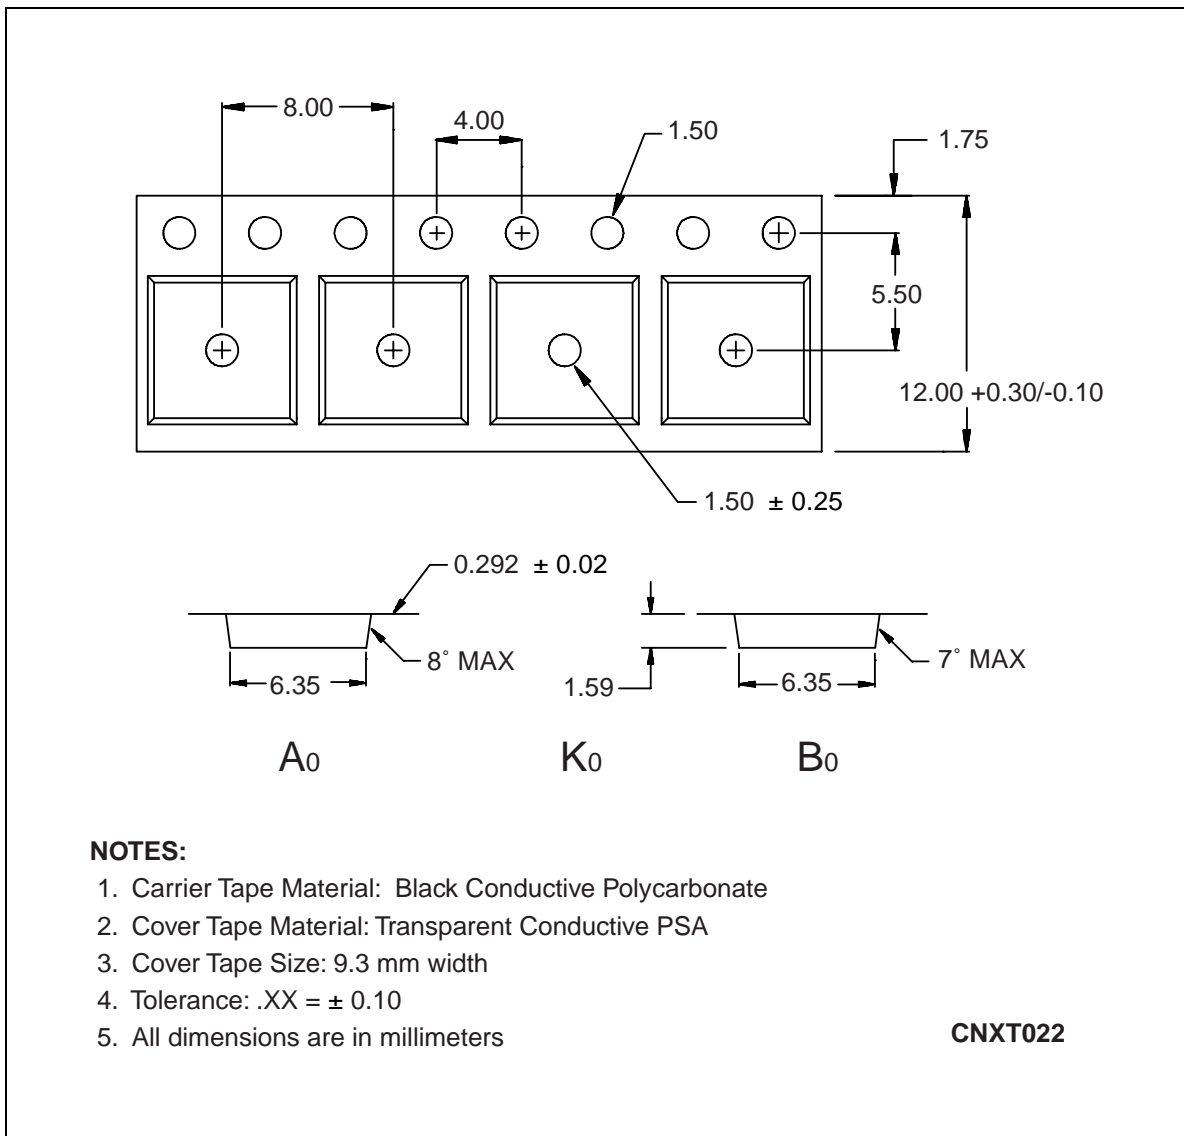 8.00
4.00
1.50
1.75
5.50
12.00 +0.30/-0.10
1.50 ± 0.25
0.292 ± 0.02
8° MAX
6.35
1.59
7° MAX
6.35
A0
K0
B0
NOTES:
1. Carrier Tape Material: Black Conductive Polycarbonate
2. Cover Tape Material: Transparent Conductive PSA
3. Cover Tape Size: 9.3 mm width
4. Tolerance: .XX = ± 0.10
5. All dimensions are in millimeters
CNXT022